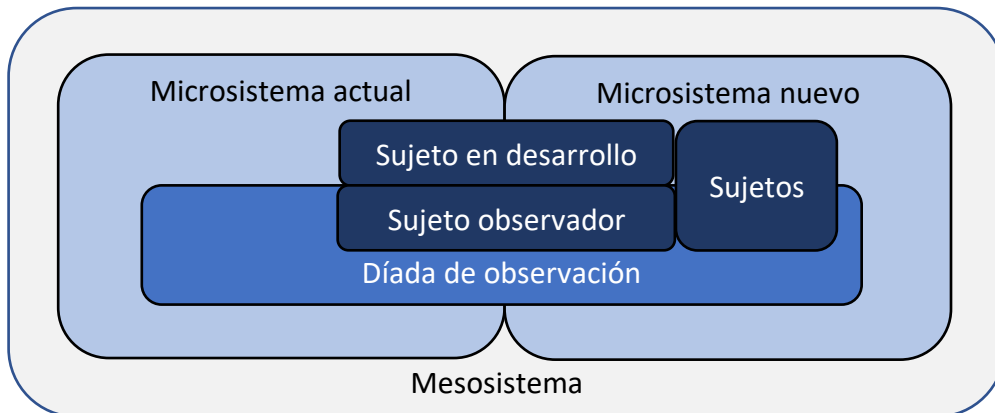 Microsistema actual
Microsistema nuevo
Sujeto en desarrollo
Sujetos
Sujeto observador
Díada de observación
Mesosistema